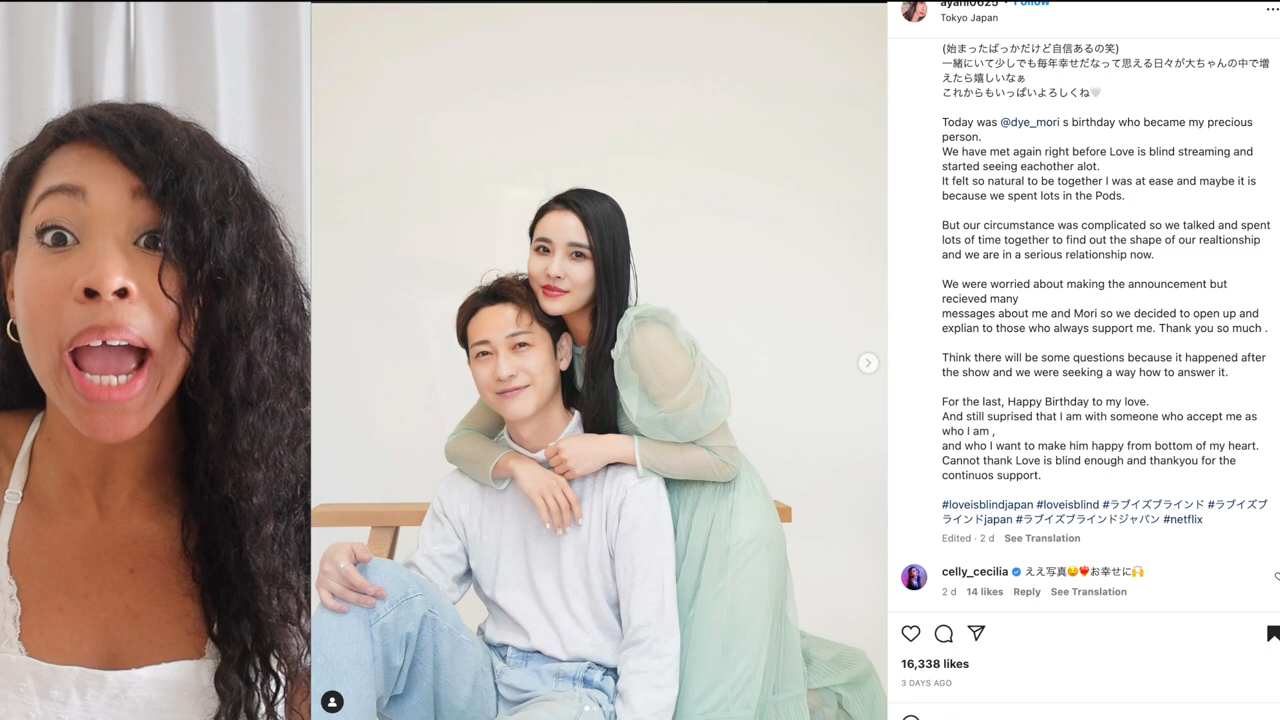 ayani0625 • Follow
Tokyo Japan
(始まったばっかだけど自信あるの笑)
一緒にいて少しでも毎年幸せだなって思える日々が大ちゃんの中で増
えたら嬉しいなぁ
これからもいっぱいよろしくね🤍
Today was @dye_mori s birthday who became my precious
person.
We have met again right before Love is blind streaming and
started seeing eachother alot.
It felt so natural to be together I was at ease and maybe it is
because we spent lots in the Pods.
But our circumstance was complicated so we talked and spent
lots of time together to find out the shape of our realtionship
and we are in a serious relationship now.
We were worried about making the announcement but
recieved many
messages about me and Mori so we decided to open up and
explian to those who always support me. Thank you so much .
Think there will be some questions because it happened after
the show and we were seeking a way how to answer it.
For the last, Happy Birthday to my love.
And still suprised that I am with someone who accept me as
who I am ,
and who I want to make him happy from bottom of my heart.
Cannot thank Love is blind enough and thankyou for the
continuos support.
#loveisblindjapan #loveisblind #ラブイズブラインド #ラブイズブ
ラインドjapan #ラブイズブラインドジャパン #netflix
Edited · 2 d See Translation
celly_cecilia ええ写真😊❤️‍🔥お幸せに🙌
2 d 14 likes Reply See Translation
16,338 likes
3 DAYS AGO